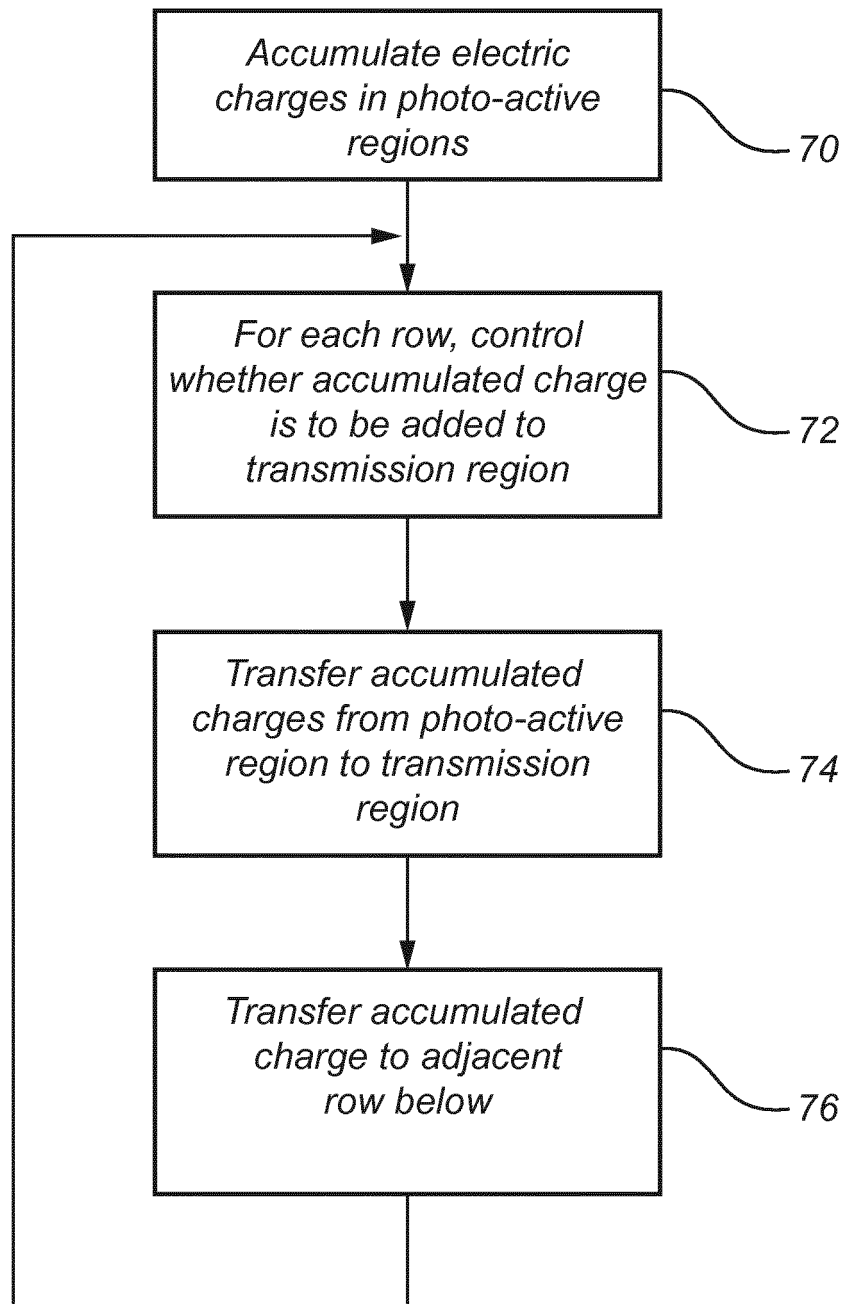 Accumulate electric
charges in photo-active
regions
70
For each row, control
whether accumulated charge
is to be added to
transmission region
72
Transfer accumulated
charges from photo-active
region to transmission
region
74
Transfer accumulated
charge to adjacent
row below
76